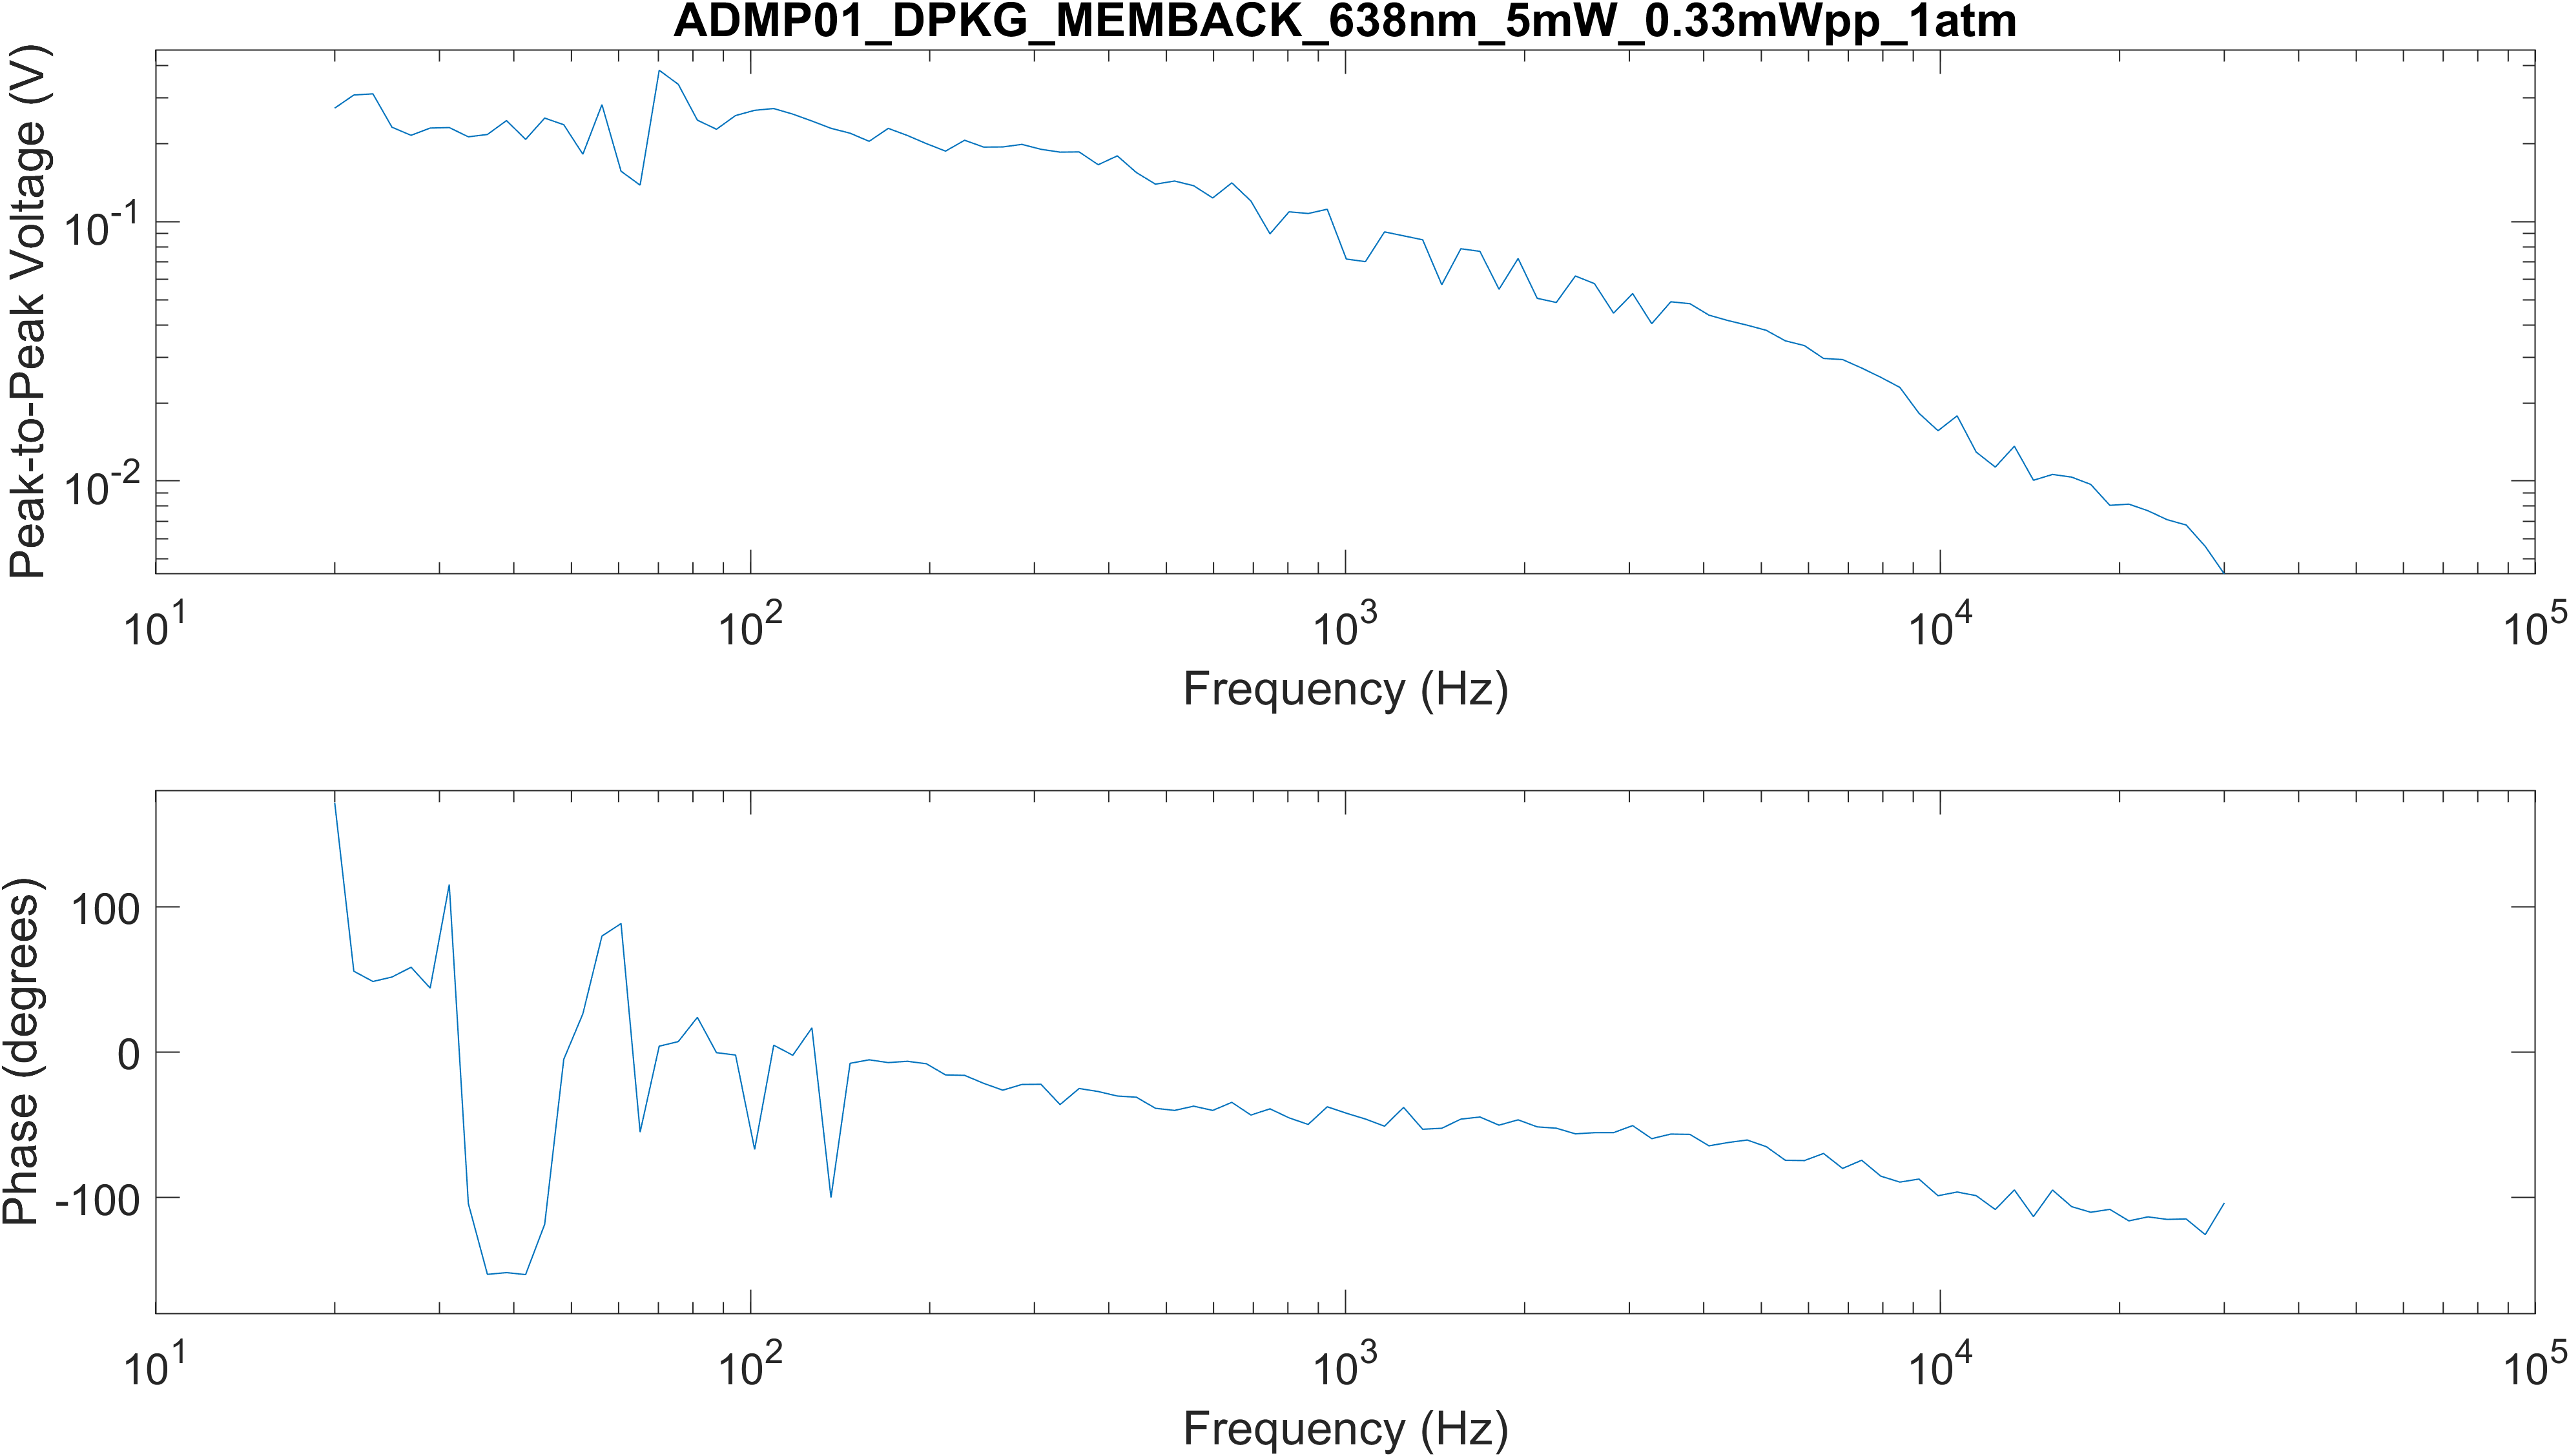 ADMP01_DPKG_MEMBACK_638nm_5mW_0.33mWpp_1atm
Peak-to-Peak Voltage (V)
10^-1
10^-2
10^1 10^2 10^3 10^4 10^5
Frequency (Hz)
Phase (degrees)
100
0
-100
10^1 10^2 10^3 10^4 10^5
Frequency (Hz)